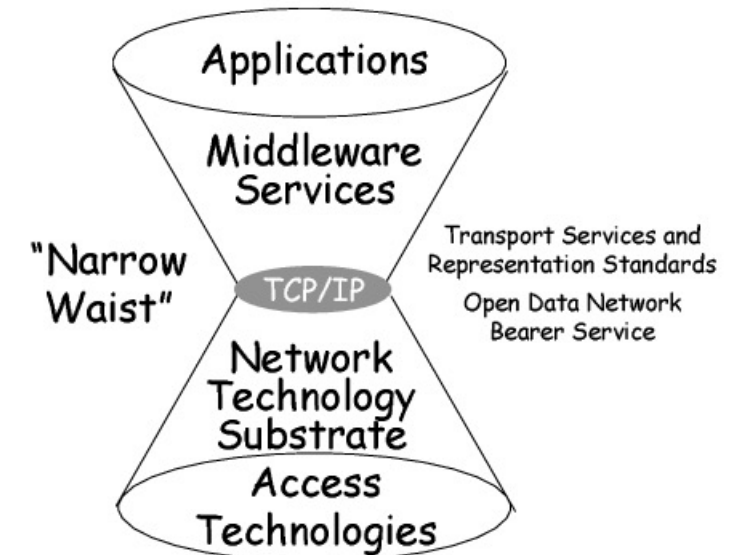 Applications
Middleware
Services
"Narrow
Waist"
TCP/IP
Transport Services and
Representation Standards
Open Data Network
Bearer Service
Network
Technology
Substrate
Access
Technologies